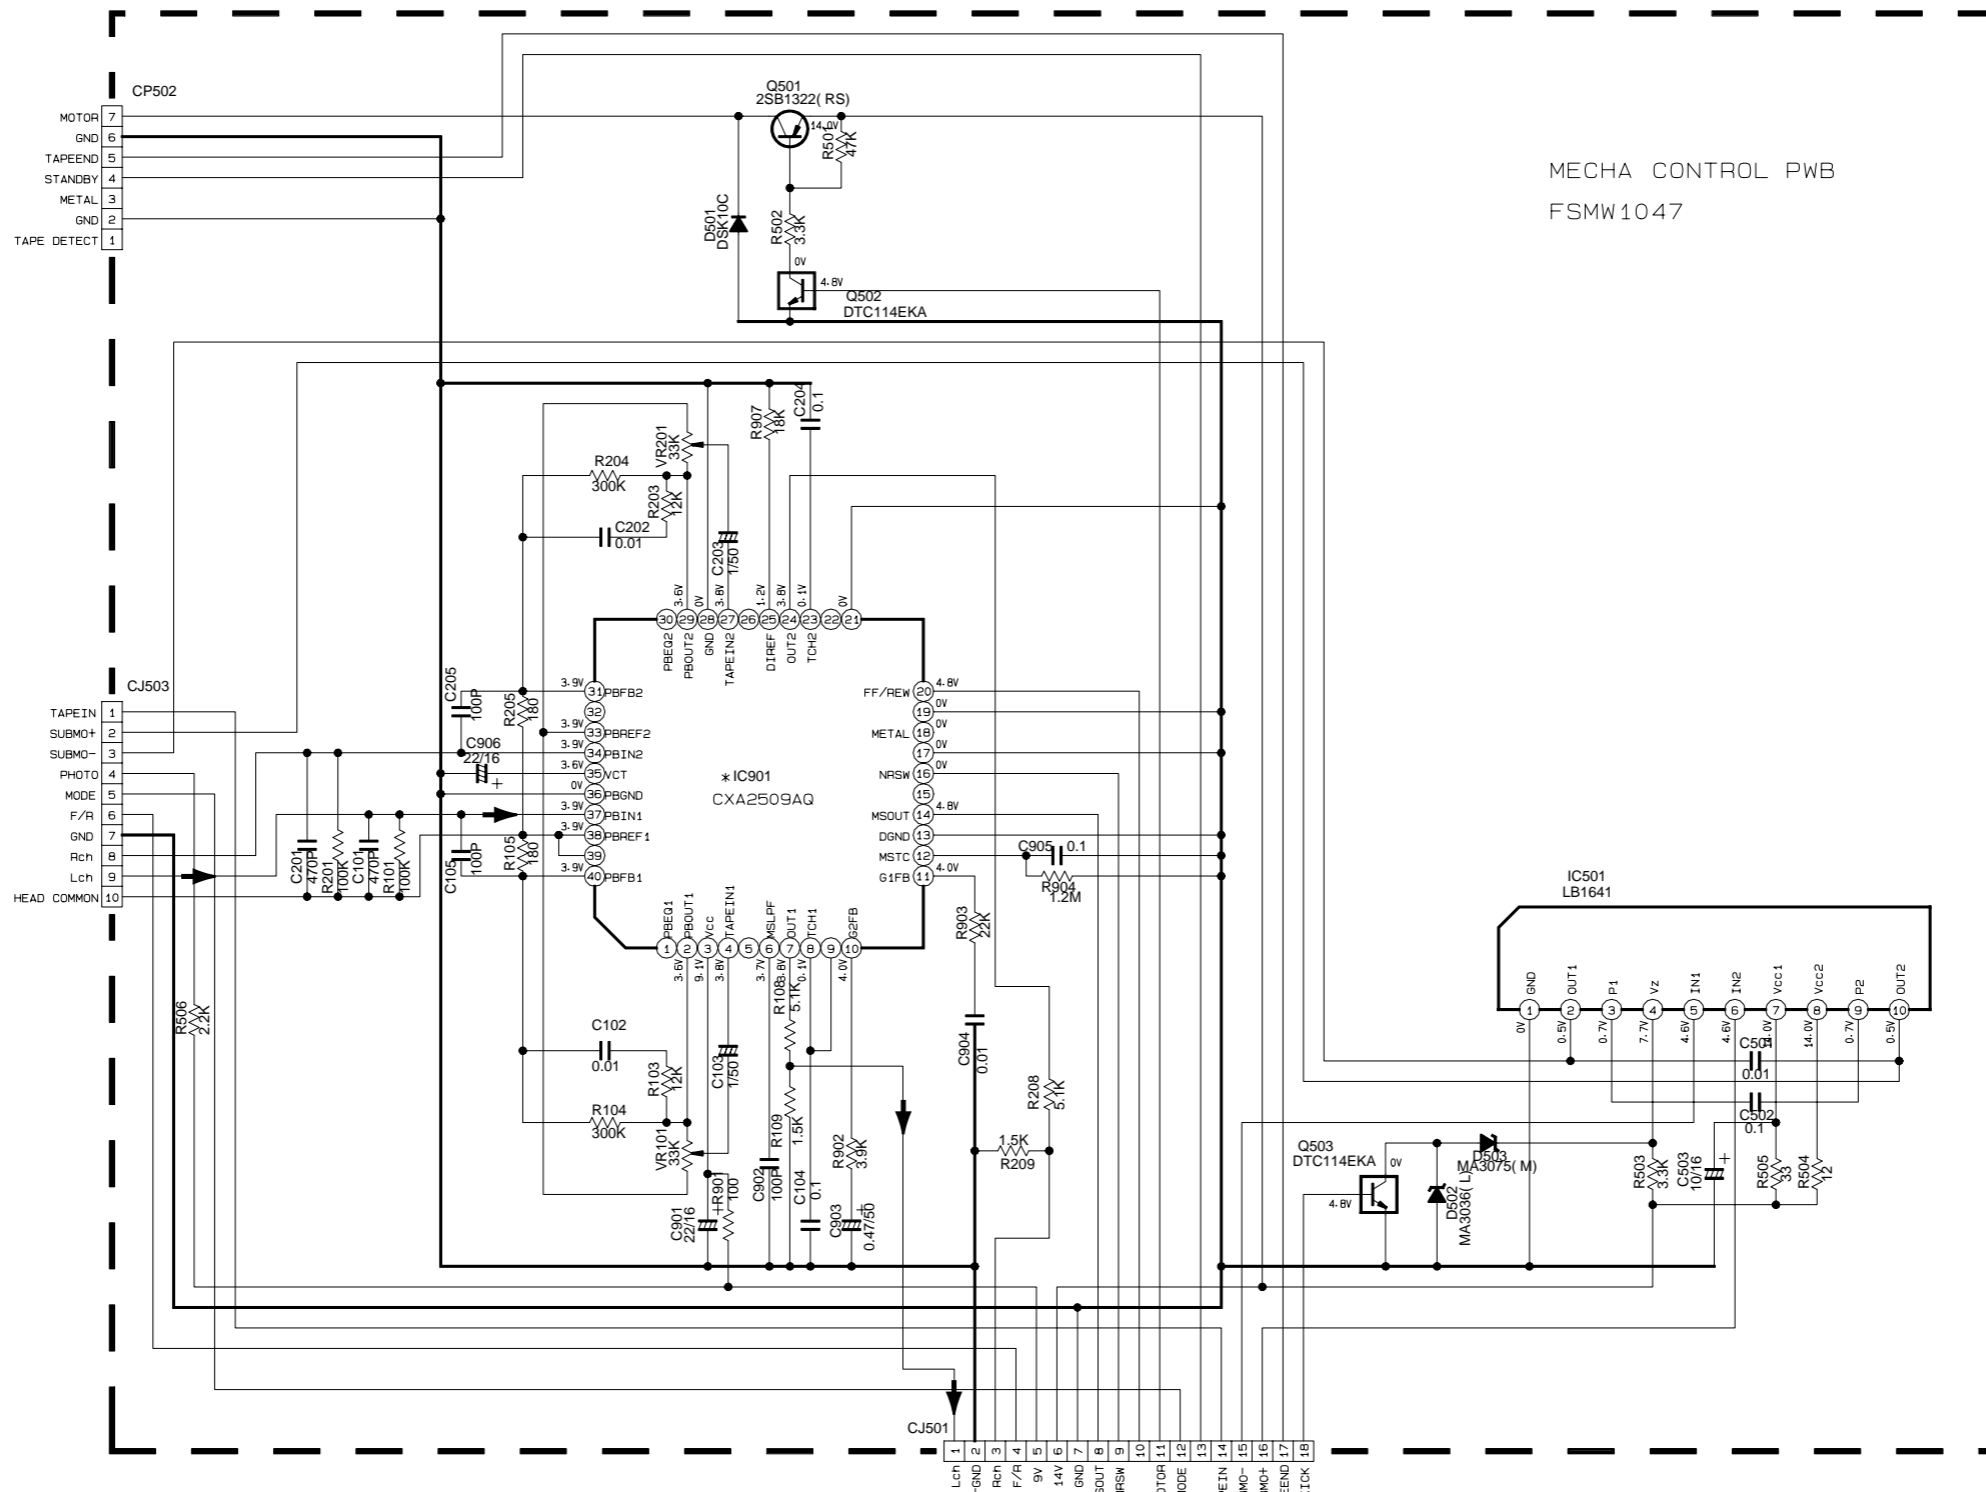 MECHA CONTROL PWB
FSMW1047
CP502
MOTOR 7
GND 6
TAPEEND 5
STANDBY 4
METAL 3
GND 2
TAPE DETECT 1
Q501
2SB1322( RS)
14.0V
R501
47K
D501
DSK10C
R502
3.3K
0V
4.8V
Q502
DTC114EKA
R907
18K
C204
0.1
VR201
33K
R204
300K
R203
12K
C202
0.01
C203
1/50
3.6V
0V
3.8V
1.2V
3.8V
0.1V
0V
30 29 28 27 26 25 24 23 22 21
PBEQ2
PBOUT2
GND
TAPEIN2
DIREF
OUT2
TCH2
CJ503
TAPEIN 1
SUBMO+ 2
SUBMO- 3
PHOTO 4
MODE 5
F/R 6
GND 7
Rch 8
Lch 9
HEAD COMMON 10
C205
100P
R205
180
C906
22/16
+
C201
470P
R201
100K
C101
470P
R101
100K
C105
100P
R105
180
3.9V 31 PBFB2
32
3.9V 33 PBREF2
3.9V 34 PBIN2
3.6V 35 VCT
0V 36 PBGND
3.9V 37 PBIN1
3.9V 38 PBREF1
39
3.9V 40 PBFB1
* IC901
CXA2509AQ
FF/REW 20 4.8V
19 0V
METAL 18 0V
17 0V
NRSW 16 0V
15
MSOUT 14 4.8V
DGND 13
MSTC 12
G1FB 11 4.0V
C905 0.1
R904
1.2M
R903
22K
PBEQ1
PBOUT1
Vcc
TAPEIN1
MSLPF
OUT1
TCH1
G2FB
1 2 3 4 5 6 7 8 9 10
3.6V
9.1V
3.8V
3.7V
3.8V
0.1V
4.0V
R506
2.2K
C102
0.01
R103
12K
R104
300K
VR101
33K
C103
1/50
R108
5.1K
R109
1.5K
C902
100P
C104
0.1
R902
3.9K
C903
0.47/50
+
C901
22/16
+
R901
100
C904
0.01
R208
5.1K
1.5K
R209
IC501
LB1641
GND
OUT1
P1
Vz
IN1
IN2
Vcc1
Vcc2
P2
OUT2
1 2 3 4 5 6 7 8 9 10
0V
0.5V
0.7V
7.7V
4.6V
4.6V
14.0V
0.7V
0.5V
C501
0.01
C502
0.1
Q503
DTC114EKA
0V
4.8V
D503
MA3075( M)
D502
MA3036( L)
R503
3.3K
C503
10/16
+
R505
33
R504
12
CJ501
1 2 3 4 5 6 7 8 9 10 11 12 13 14 15 16 17 18
Lch
-GND
Rch
F/R
9V
14V
GND